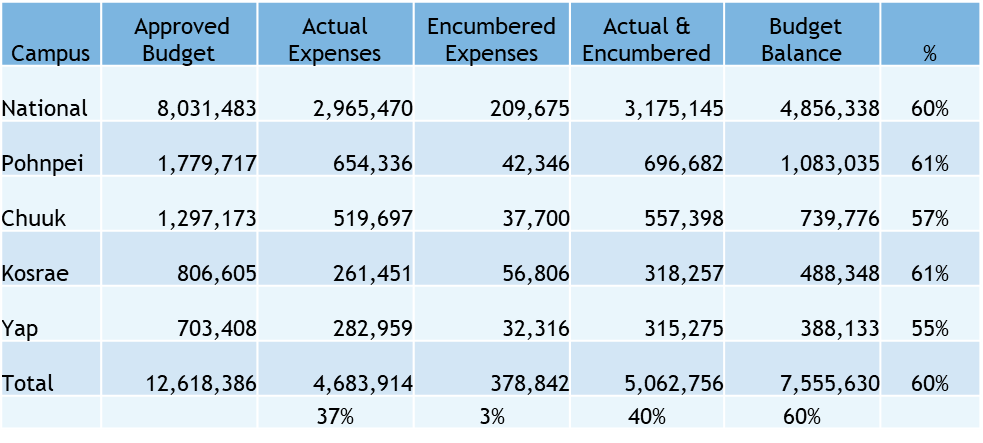 Campus Approved Budget Actual Expenses Encumbered Expenses Actual & Encumbered Budget Balance %
National 8,031,483 2,965,470 209,675 3,175,145 4,856,338 60%
Pohnpei 1,779,717 654,336 42,346 696,682 1,083,035 61%
Chuuk 1,297,173 519,697 37,700 557,398 739,776 57%
Kosrae 806,605 261,451 56,806 318,257 488,348 61%
Yap 703,408 282,959 32,316 315,275 388,133 55%
Total 12,618,386 4,683,914 378,842 5,062,756 7,555,630 60%
37% 3% 40% 60%